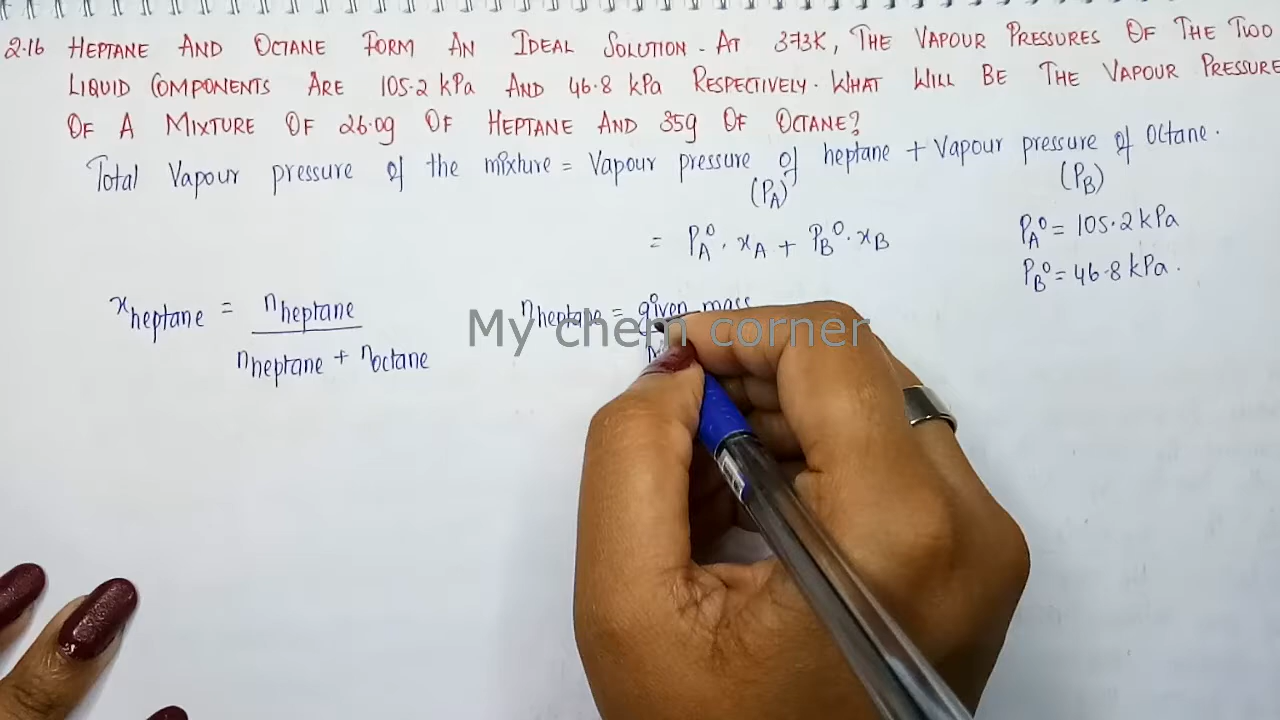 2.16 HEPTANE AND OCTANE FORM AN IDEAL SOLUTION. AT 373K, THE VAPOUR PRESSURES OF THE TWO
LIQUID COMPONENTS ARE 105.2 kPa AND 46.8 kPa RESPECTIVELY. WHAT WILL BE THE VAPOUR PRESSURE
OF A MIXTURE OF 26.0g OF HEPTANE AND 35g OF OCTANE?
Total Vapour pressure of the mixture = Vapour pressure of heptane + Vapour pressure of Octane.
(PA) (PB)
= PA⁰ · xA + PB⁰ · xB
PA⁰ = 105.2 kPa
PB⁰ = 46.8 kPa.
xheptane = nheptane
nheptane + noctane
nheptane = given mass
My chem corner